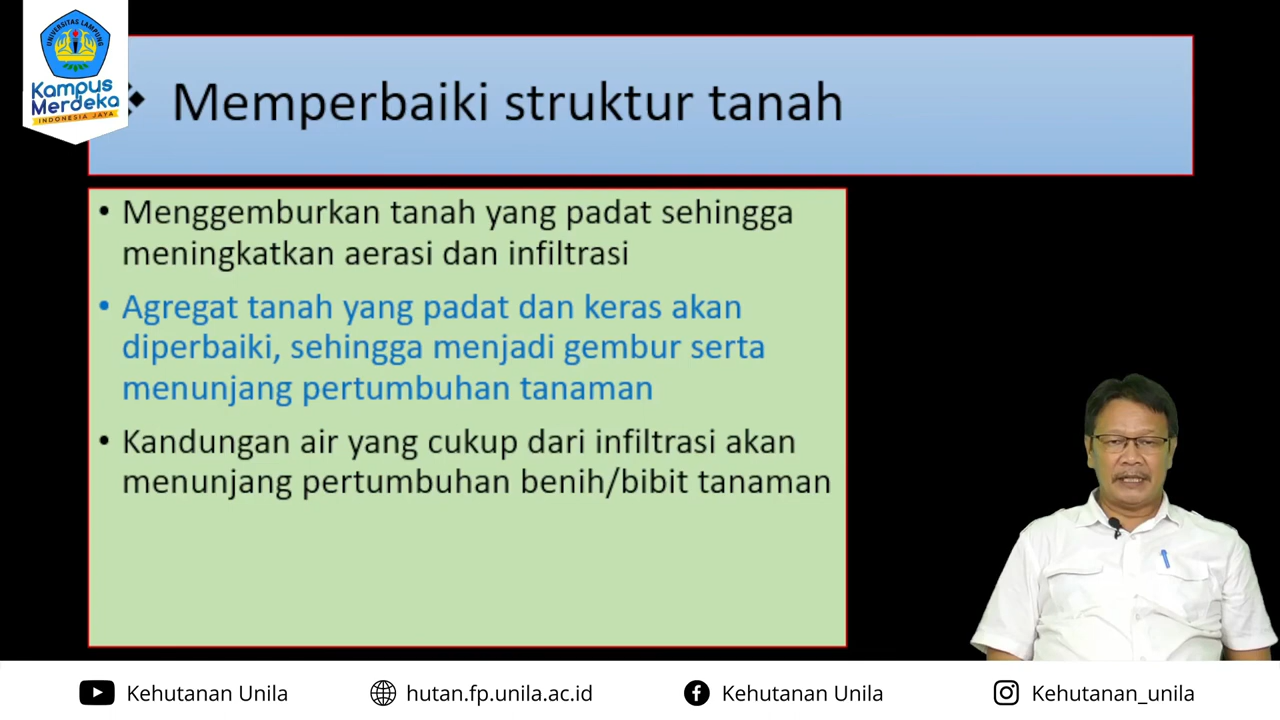 UNIVERSITAS LAMPUNG
Kampus
Merdeka
INDONESIA JAYA
Memperbaiki struktur tanah
• Menggemburkan tanah yang padat sehingga
meningkatkan aerasi dan infiltrasi
• Agregat tanah yang padat dan keras akan
diperbaiki, sehingga menjadi gembur serta
menunjang pertumbuhan tanaman
• Kandungan air yang cukup dari infiltrasi akan
menunjang pertumbuhan benih/bibit tanaman
Kehutanan Unila
hutan.fp.unila.ac.id
Kehutanan Unila
Kehutanan_unila